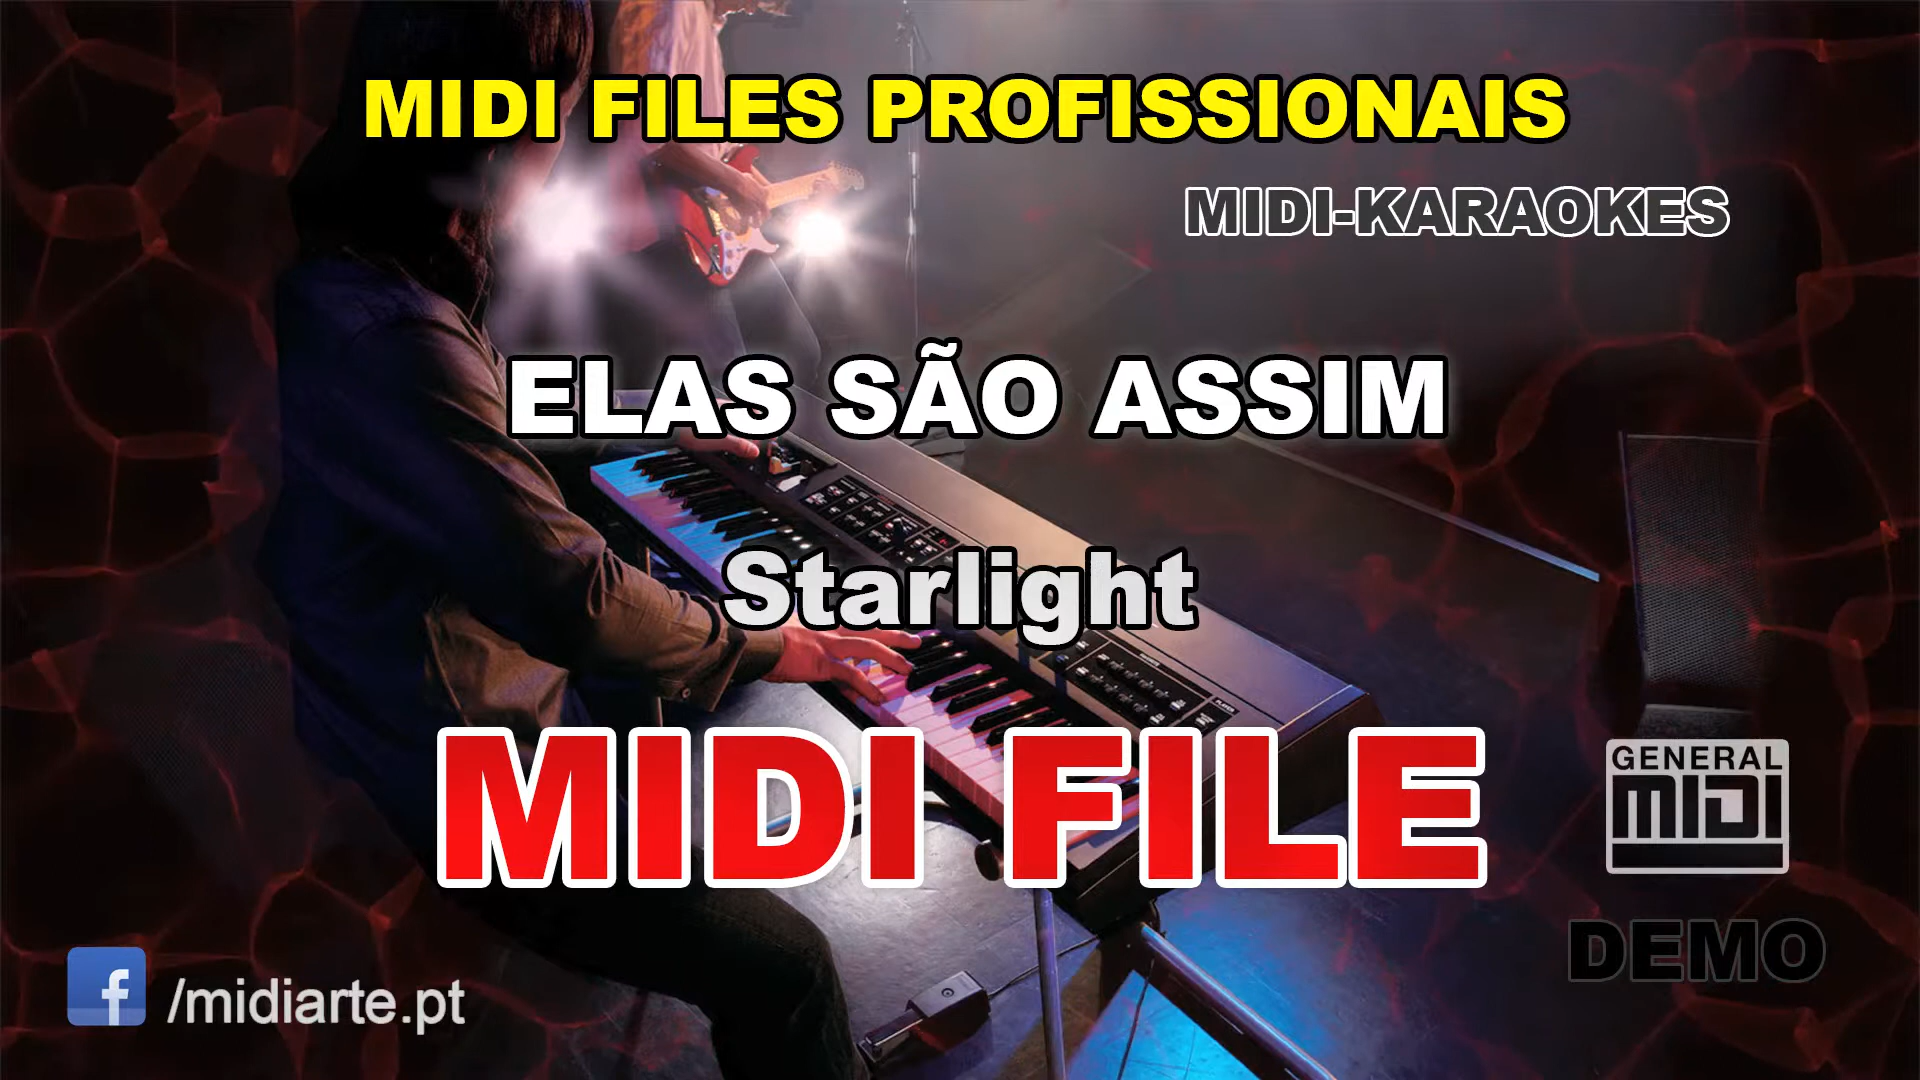 MIDI FILES PROFISSIONAIS
MIDI-KARAOKES
ELAS SÃO ASSIM
Starlight
MIDI FILE
GENERAL
MIDI
DEMO
f /midiarte.pt